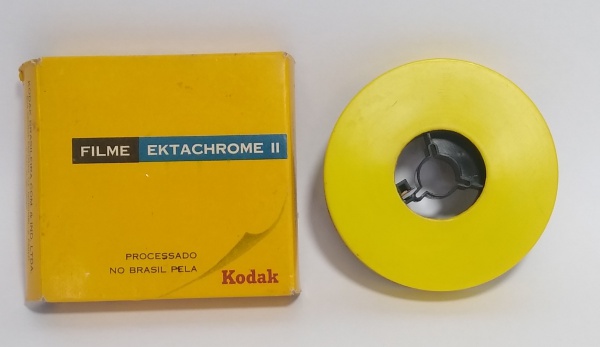 FILME EKTACHROME II
PROCESSADO
NO BRASIL PELA
Kodak